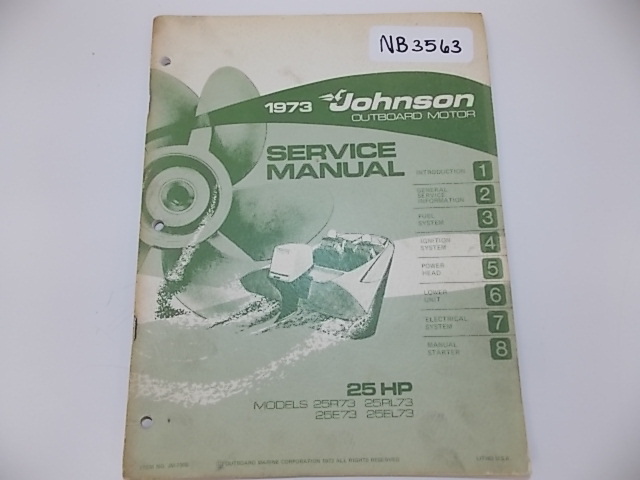 NB3563
1973 Johnson
OUTBOARD MOTOR
SERVICE
MANUAL
INTRODUCTION 1
GENERAL
SERVICE
INFORMATION 2
FUEL
SYSTEM 3
IGNITION
SYSTEM 4
POWER
HEAD 5
LOWER
UNIT 6
ELECTRICAL
SYSTEM 7
MANUAL
STARTER 8
25 HP
MODELS 25R73 25RL73
25E73 25EL73
OUTBOARD MARINE CORPORATION 1973 ALL RIGHTS RESERVED